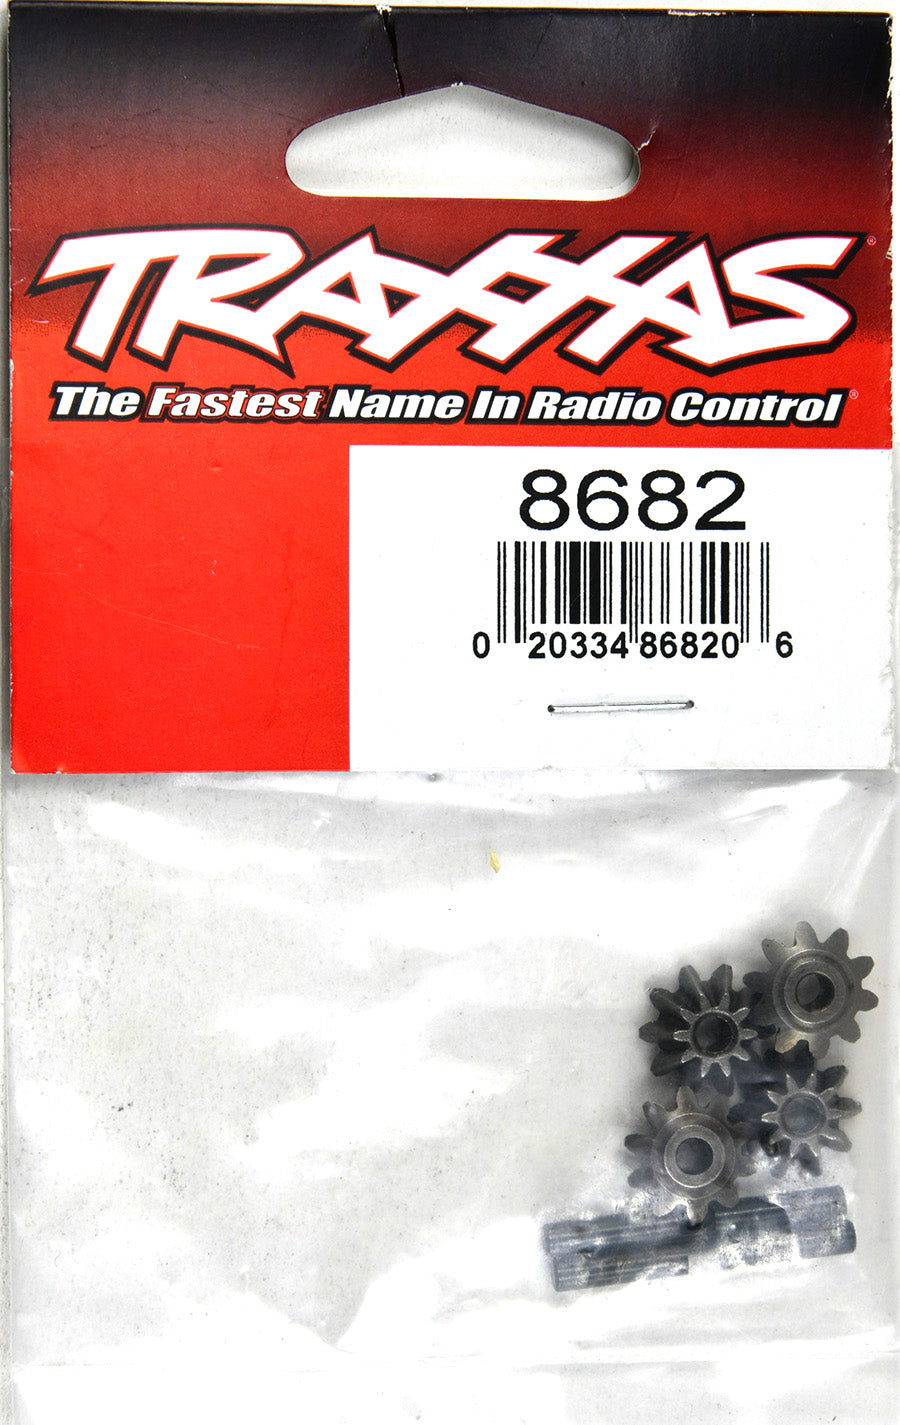 TRAXXAS®
The Fastest Name In Radio Control®
8682
0 20334 86820 6